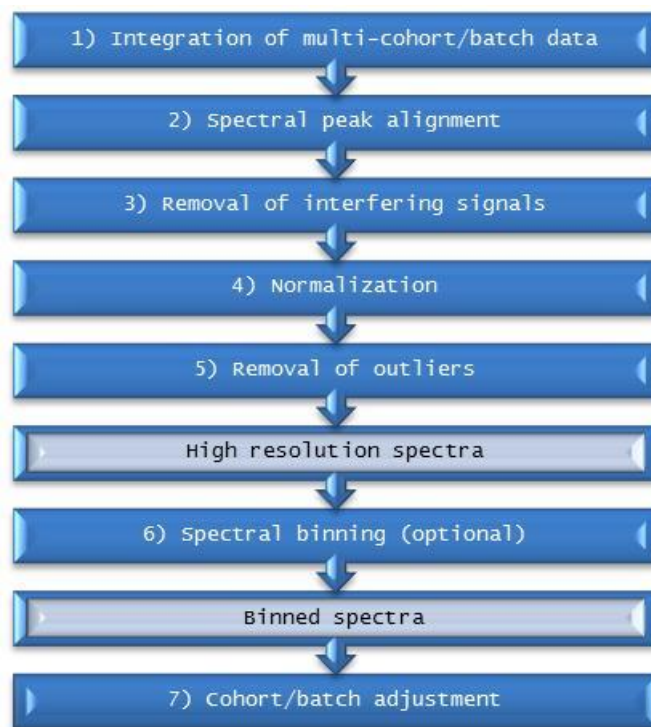 1) Integration of multi-cohort/batch data
2) Spectral peak alignment
3) Removal of interfering signals
4) Normalization
5) Removal of outliers
High resolution spectra
6) Spectral binning (optional)
Binned spectra
7) Cohort/batch adjustment